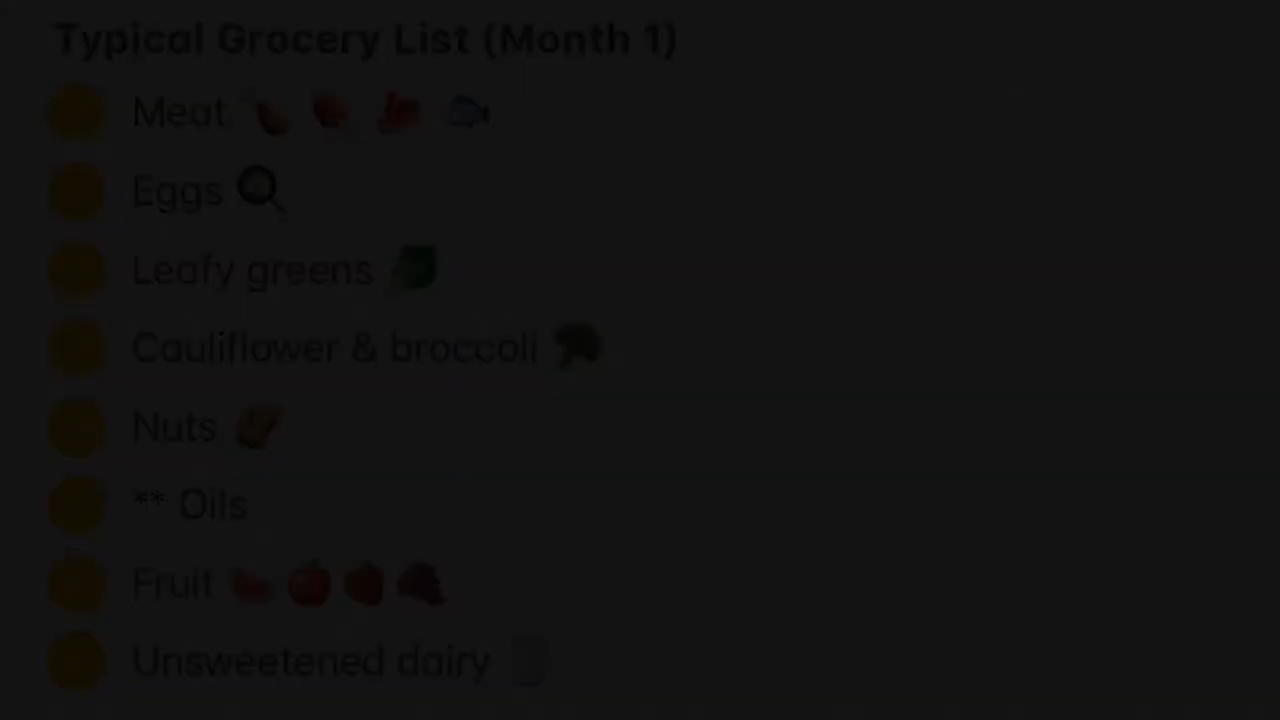 Typical Grocery List (Month 1)
Meat
Eggs
Leafy greens
Cauliflower & broccoli
Nuts
** Oils
Fruit
Unsweetened dairy